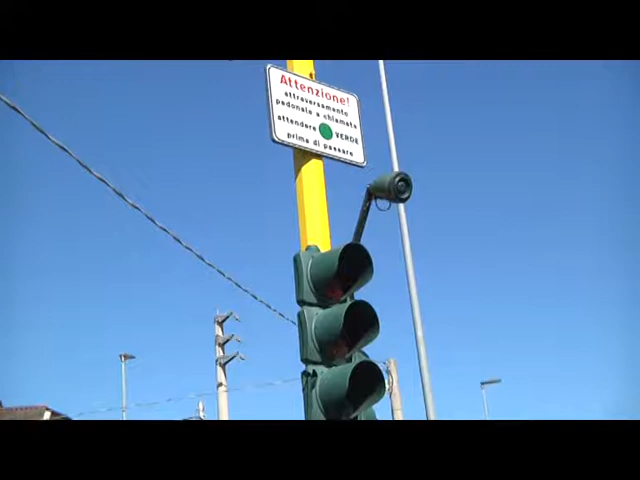 Attenzione!
attraversamento
pedonale a chiamata
attendere VERDE
prima di passare